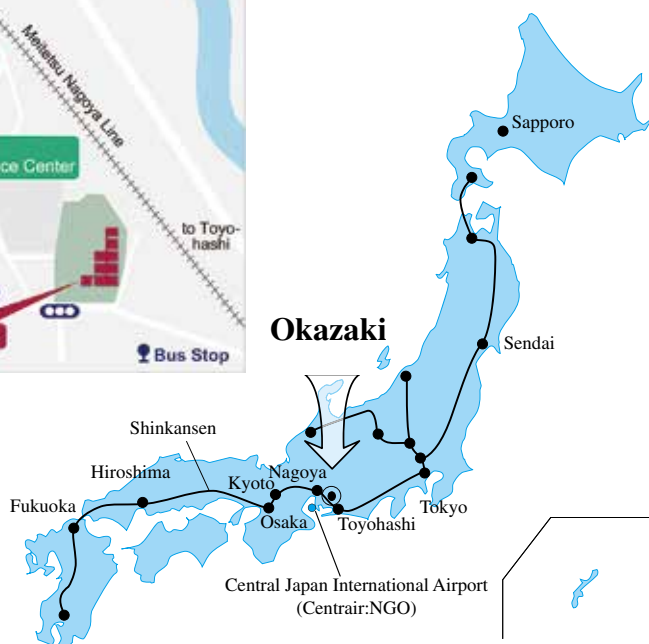 Meitetsu Nagoya Line
ce Center
to Toyo-
hashi
Bus Stop
Okazaki
Sapporo
Sendai
Shinkansen
Hiroshima
Nagoya
Kyoto
Fukuoka
Osaka
Toyohashi
Tokyo
Central Japan International Airport
(Centrair:NGO)